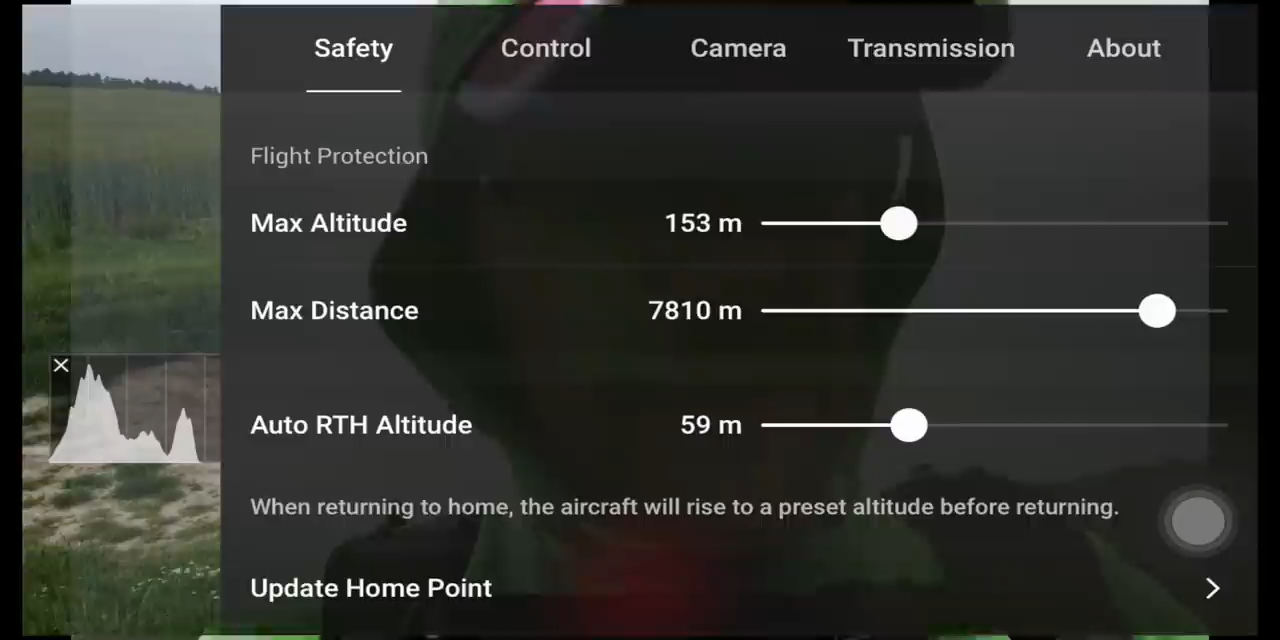 Safety Control Camera Transmission About
Flight Protection
Max Altitude 153 m
Max Distance 7810 m
Auto RTH Altitude 59 m
When returning to home, the aircraft will rise to a preset altitude before returning.
Update Home Point